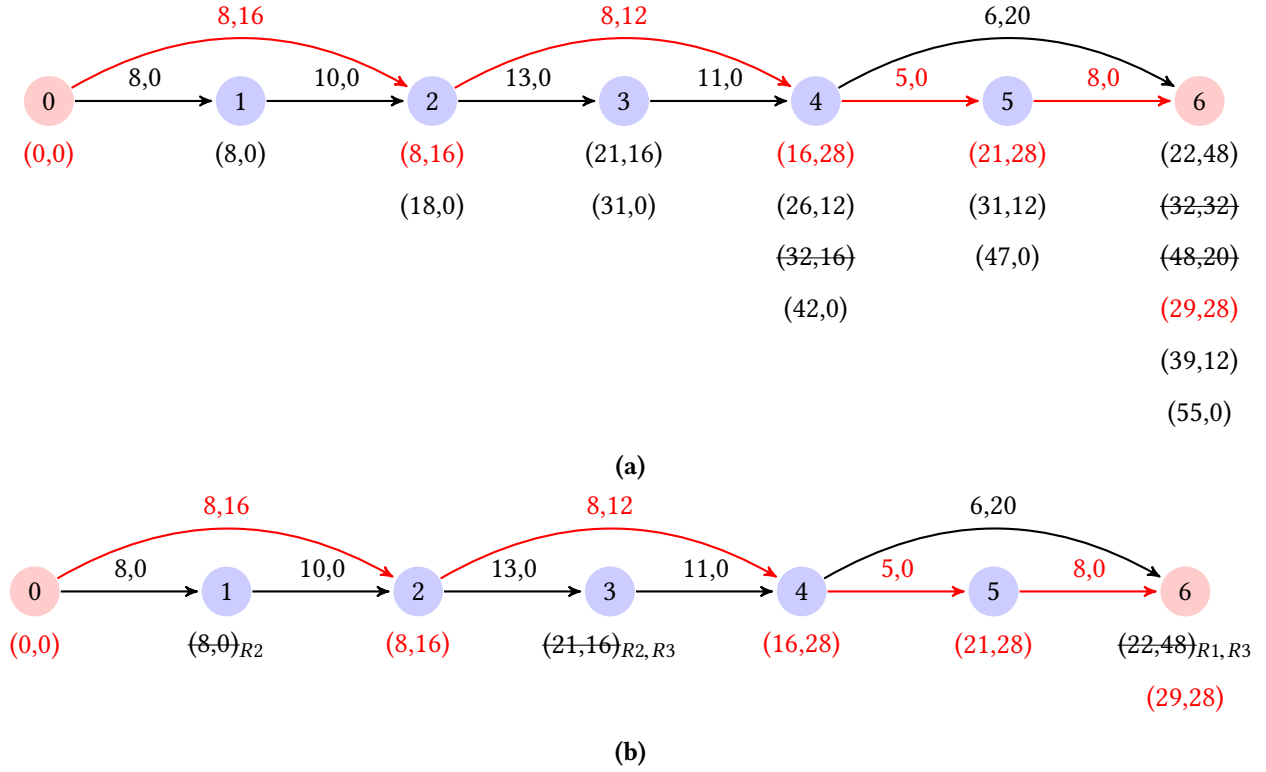 8,16 8,12 6,20
8,0 10,0 13,0 11,0 5,0 8,0
0 1 2 3 4 5 6
(0,0) (8,0) (8,16) (21,16) (16,28) (21,28) (22,48)
(18,0) (31,0) (26,12) (31,12) (32,32)
(32,16) (47,0) (48,20)
(42,0) (29,28)
(39,12)
(55,0)
(a)
8,16 8,12 6,20
8,0 10,0 13,0 11,0 5,0 8,0
0 1 2 3 4 5 6
(0,0) (8,0)R2 (8,16) (21,16)R2,R3 (16,28) (21,28) (22,48)R1,R3
(29,28)
(b)